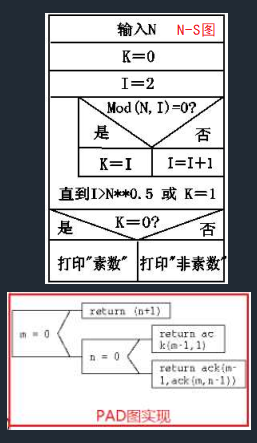 输入N N-S图
K=0
I=2
Mod(N,I)=0?
是 否
K=I I=I+1
直到I>N**0.5 或 K=1
K=0?
是 否
打印"素数" 打印"非素数"
return (n+1)
m = 0
return ac
k(m-1,1)
n = 0
return ack(m-
1,ack(m,n-1))
PAD图实现